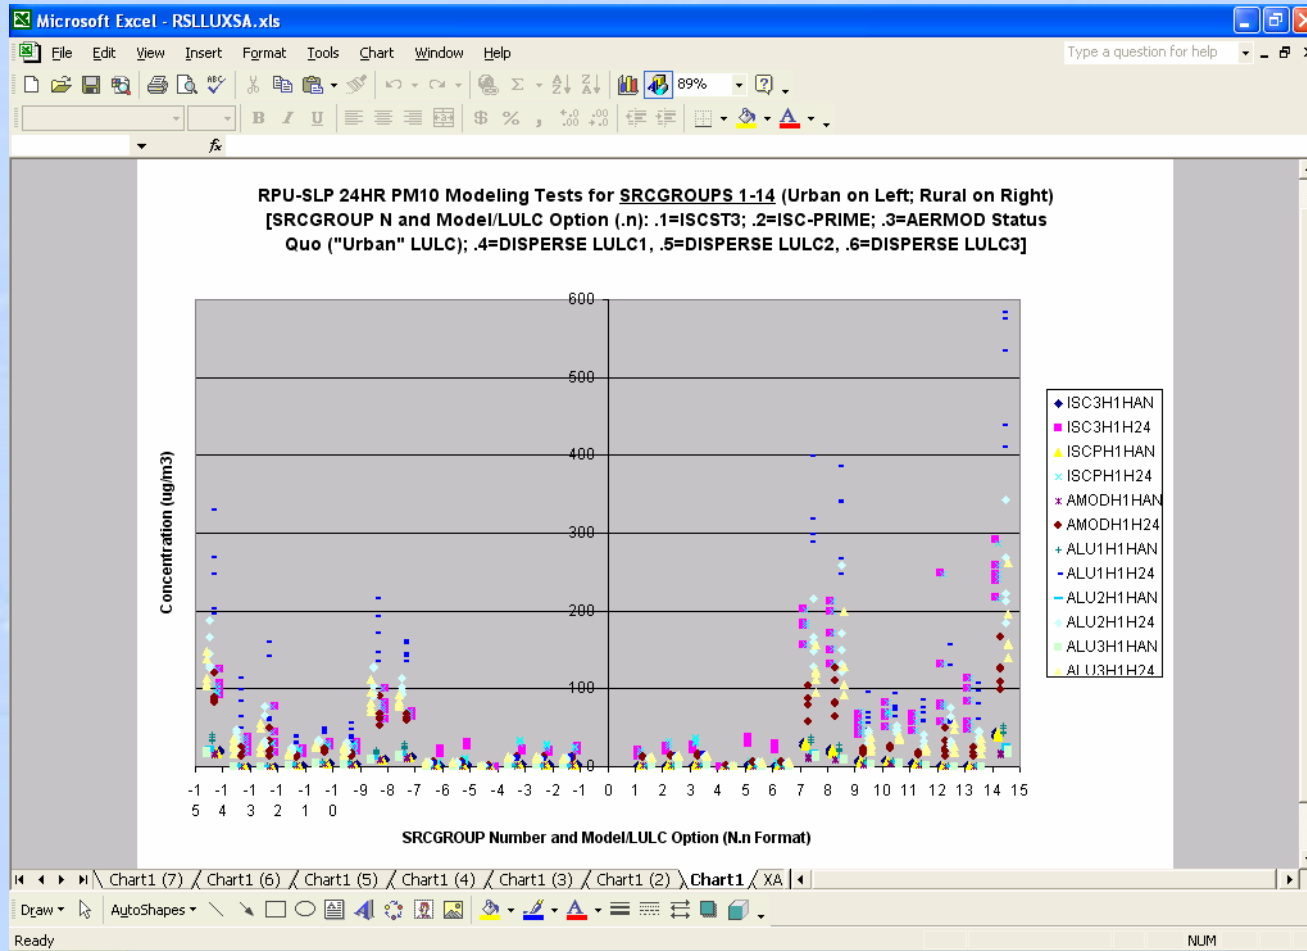 Microsoft Excel - RSLLUXSA.xls
File Edit View Insert Format Tools Chart Window Help
Type a question for help
89%
B I U $ % ,
fx
RPU-SLP 24HR PM10 Modeling Tests for SRCGROUPS 1-14 (Urban on Left; Rural on Right)
[SRCGROUP N and Model/LULC Option (.n): .1=ISCST3; .2=ISC-PRIME; .3=AERMOD Status
Quo ("Urban" LULC); .4=DISPERSE LULC1, .5=DISPERSE LULC2, .6=DISPERSE LULC3]
600
500
400
300
200
100
0
Concentration (ug/m3)
-1 -1 -1 -1 -1 -1 -9 -8 -7 -6 -5 -4 -3 -2 -1 0 1 2 3 4 5 6 7 8 9 10 11 12 13 14 15
5 4 3 2 1 0
SRCGROUP Number and Model/LULC Option (N.n Format)
ISC3H1HAN
ISC3H1H24
ISCPH1HAN
ISCPH1H24
AMODH1HAN
AMODH1H24
ALU1H1HAN
ALU1H1H24
ALU2H1HAN
ALU2H1H24
ALU3H1HAN
ALU3H1H24
Chart1 (7) Chart1 (6) Chart1 (5) Chart1 (4) Chart1 (3) Chart1 (2) Chart1 XA
Draw AutoShapes
Ready NUM